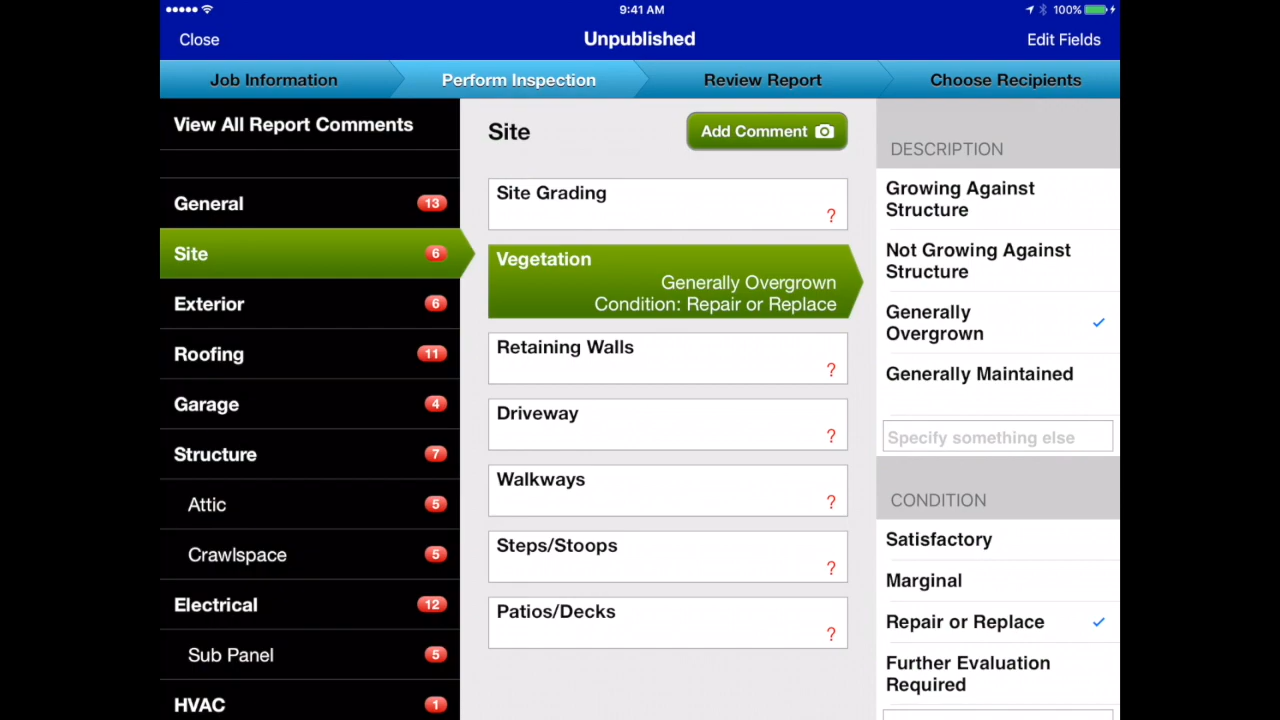 9:41 AM
100%
Close
Unpublished
Edit Fields
Job Information
Perform Inspection
Review Report
Choose Recipients
View All Report Comments
General 13
Site 6
Exterior 6
Roofing 11
Garage 4
Structure 7
Attic 5
Crawlspace 5
Electrical 12
Sub Panel 5
HVAC 1
Site
Add Comment
Site Grading
?
Vegetation
Generally Overgrown
Condition: Repair or Replace
Retaining Walls
?
Driveway
?
Walkways
?
Steps/Stoops
?
Patios/Decks
?
DESCRIPTION
Growing Against
Structure
Not Growing Against
Structure
Generally
Overgrown
Generally Maintained
Specify something else
CONDITION
Satisfactory
Marginal
Repair or Replace
Further Evaluation
Required